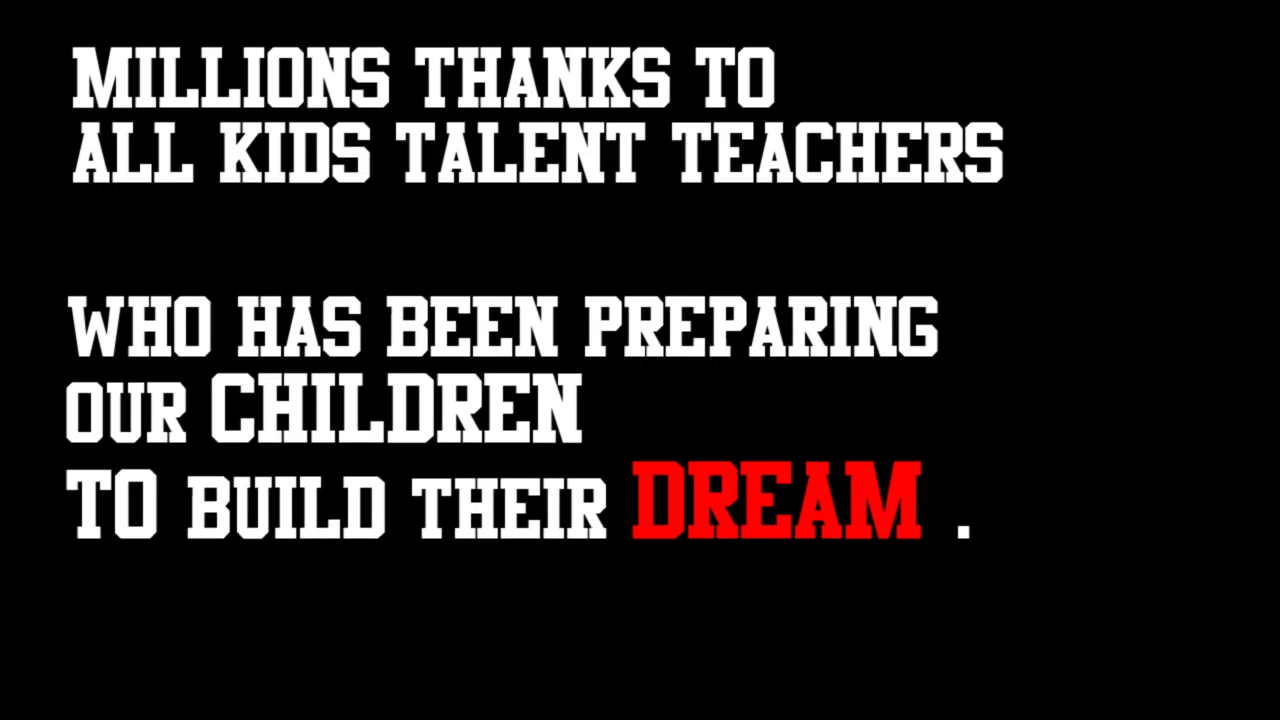 MILLIONS THANKS TO
ALL KIDS TALENT TEACHERS
WHO HAS BEEN PREPARING
OUR CHILDREN
TO BUILD THEIR DREAM .